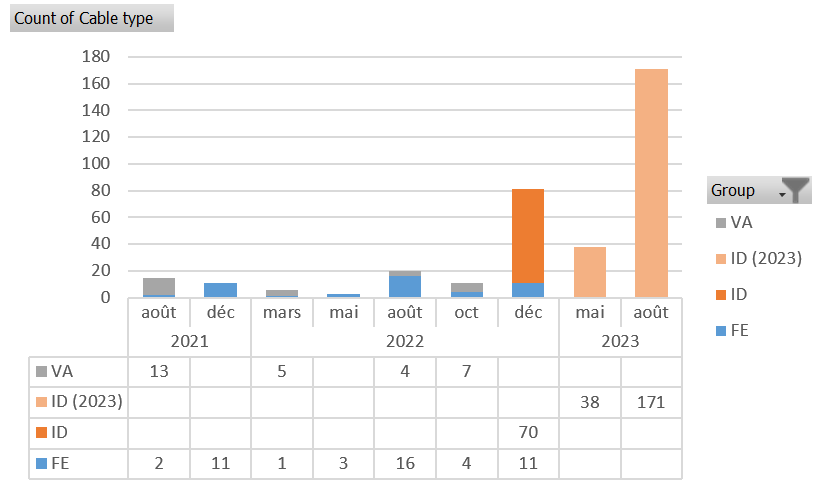 Count of Cable type
180
160
140
120
100
80
60
40
20
0
août déc mars mai août oct déc mai août
2021 2022 2023
VA 13 5 4 7
ID (2023) 38 171
ID 70
FE 2 11 1 3 16 4 11
Group
VA
ID (2023)
ID
FE